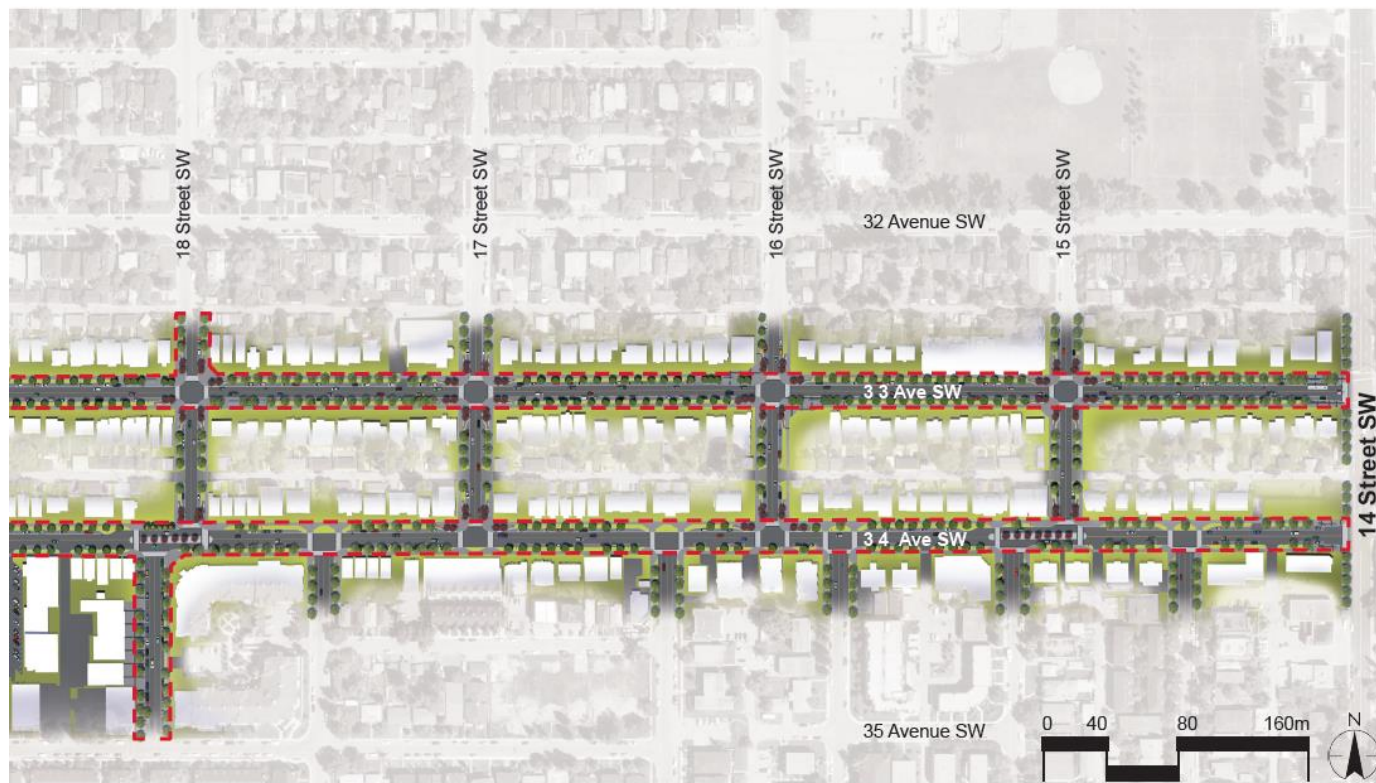 18 Street SW
17 Street SW
16 Street SW
15 Street SW
32 Avenue SW
3 3 Ave SW
14 Street SW
3 4 Ave SW
35 Avenue SW
0 40 80 160m
N